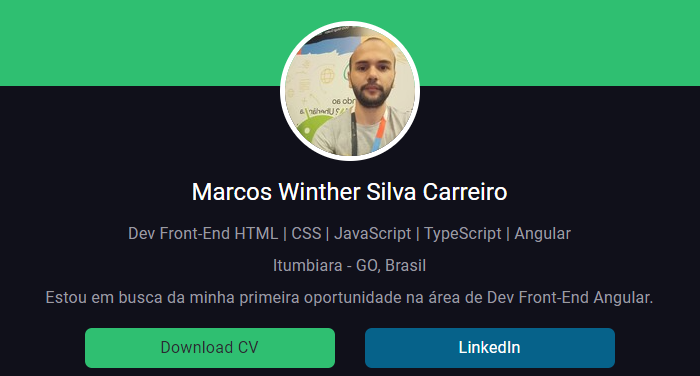 Marcos Winther Silva Carreiro
Dev Front-End HTML | CSS | JavaScript | TypeScript | Angular
Itumbiara - GO, Brasil
Estou em busca da minha primeira oportunidade na área de Dev Front-End Angular.
Download CV
LinkedIn